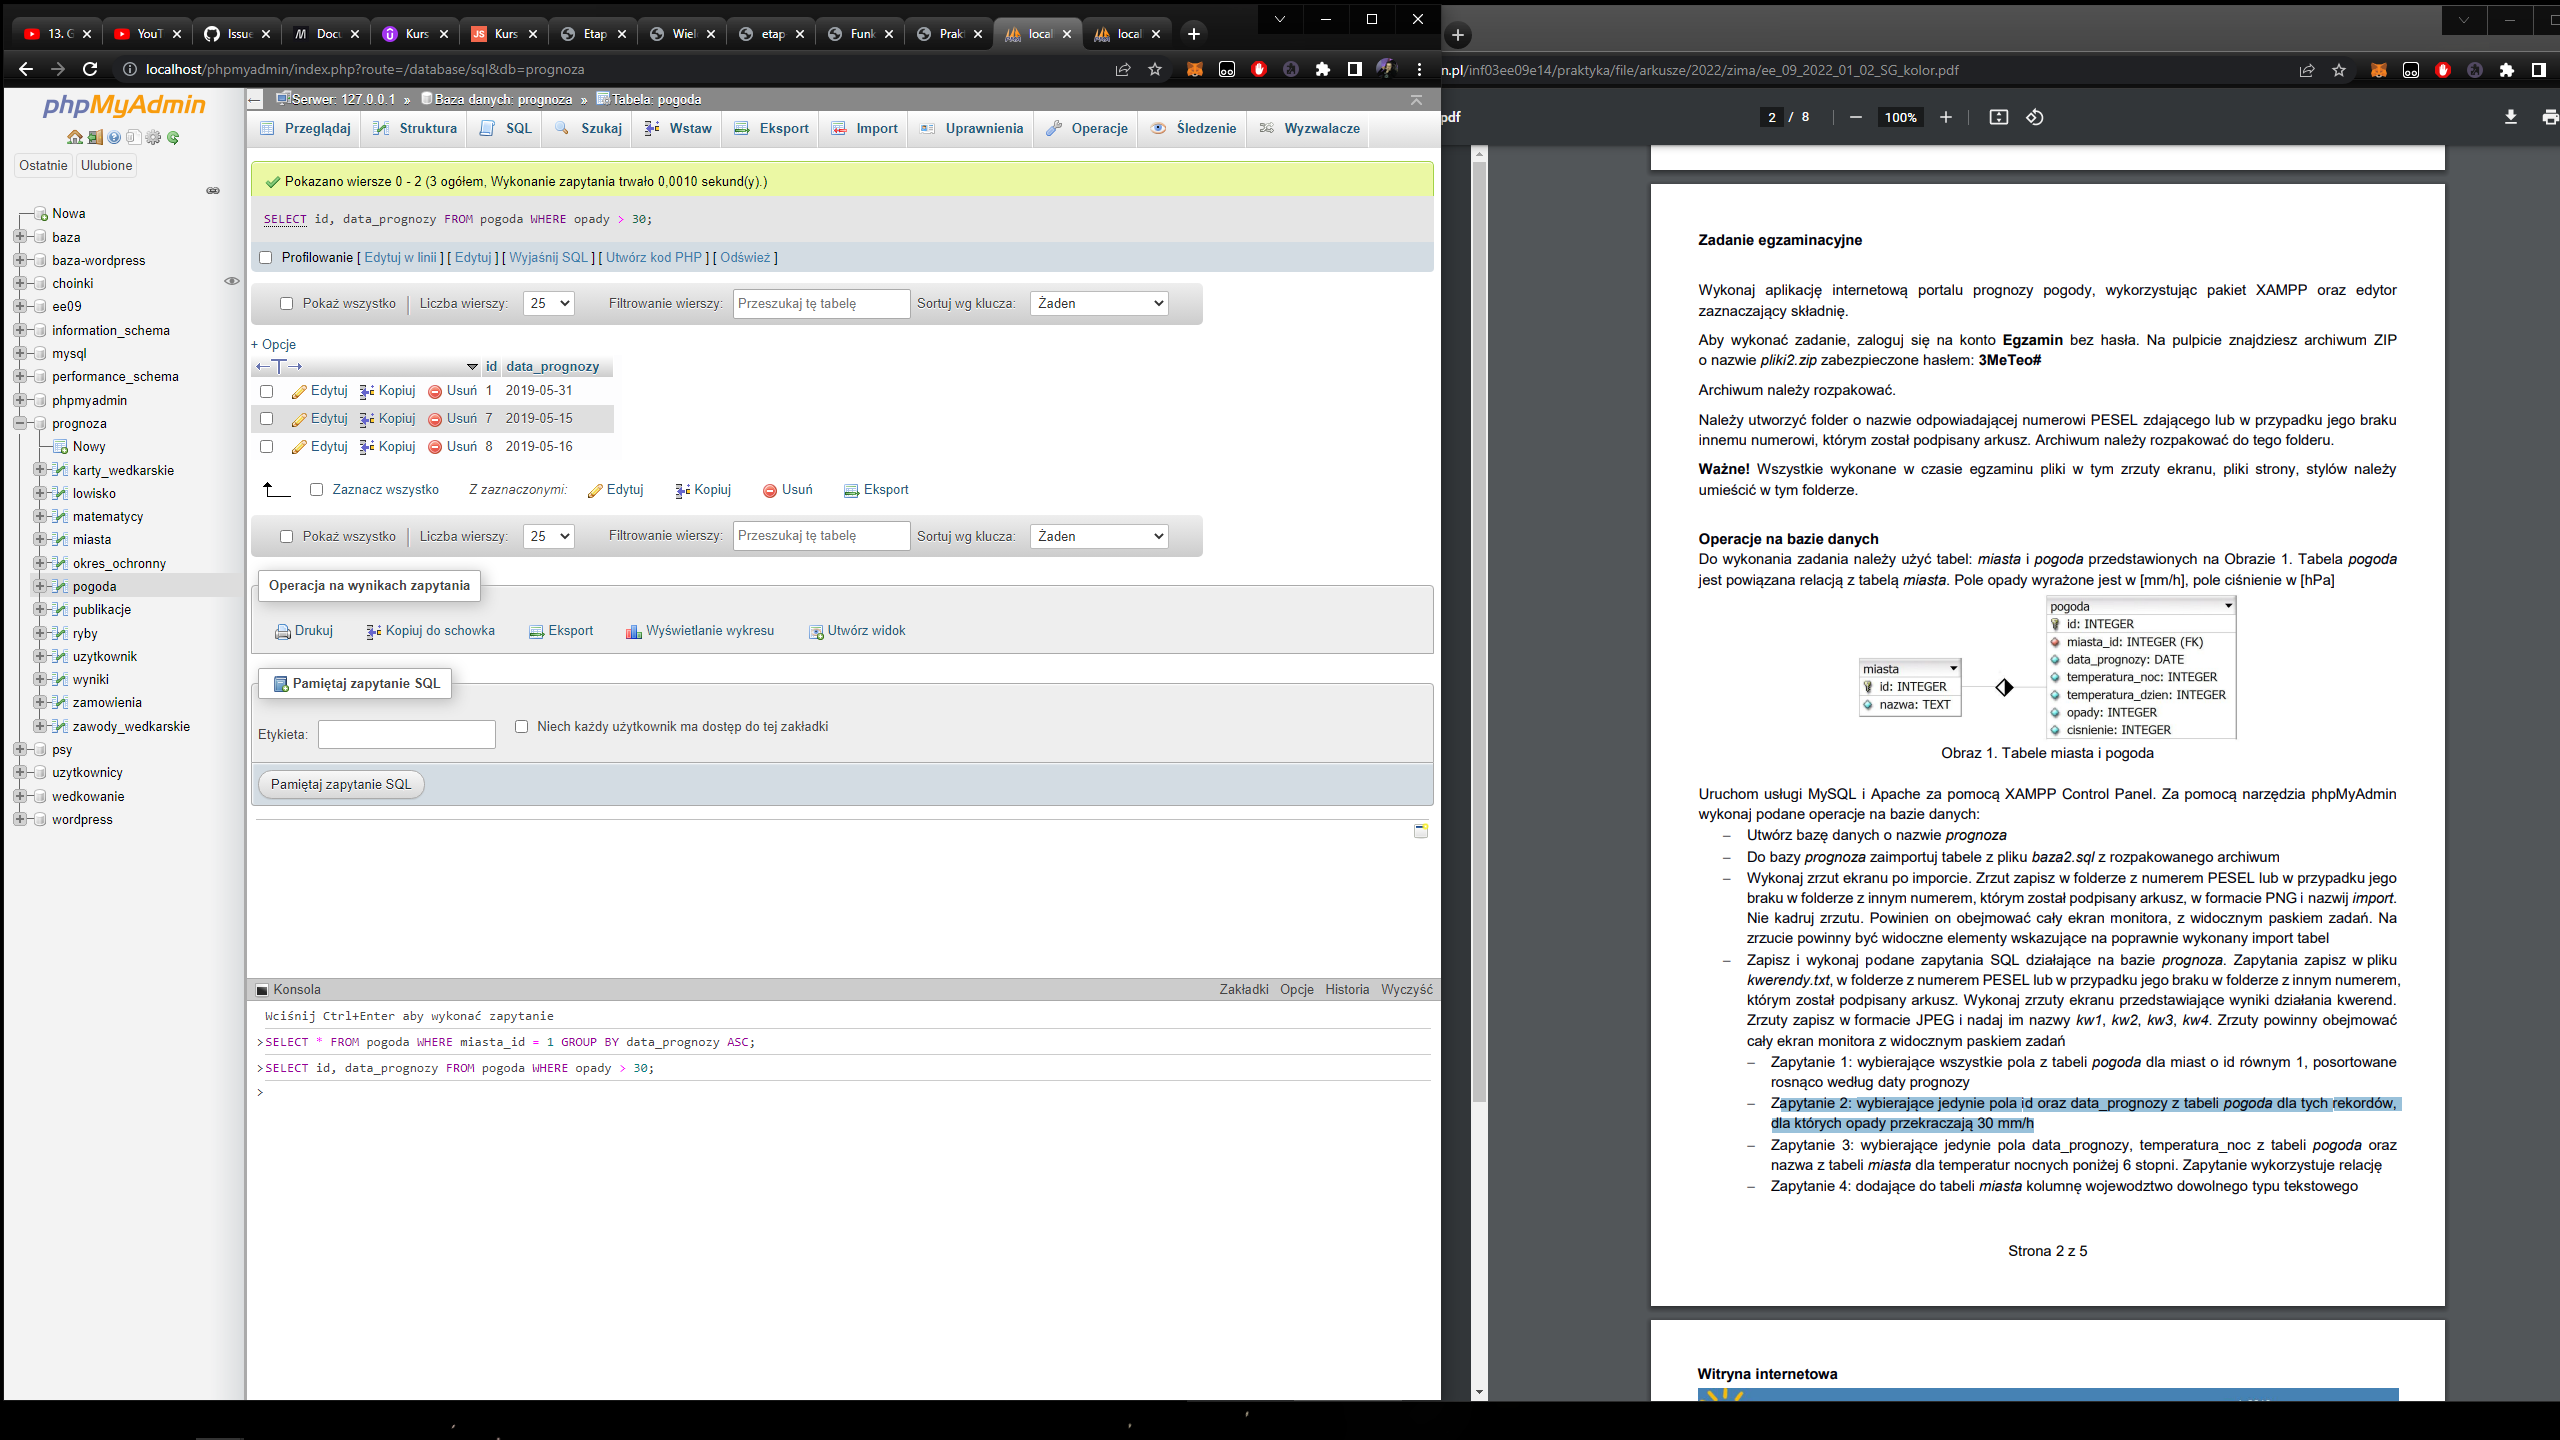 13. G
YouT
Issue
Docu
Kurs
Kurs
Etap
Wiel
etap
Funk
Prak
local
local
localhost/phpmyadmin/index.php?route=/database/sql&db=prognoza
n.pl/inf03ee09e14/praktyka/file/arkusze/2022/zima/ee_09_2022_01_02_SG_kolor.pdf
phpMyAdmin
Ostatnie Ulubione
Nowa
baza
baza-wordpress
choinki
ee09
information_schema
mysql
performance_schema
phpmyadmin
prognoza
Nowy
karty_wedkarskie
lowisko
matematycy
miasta
okres_ochronny
pogoda
publikacje
ryby
uzytkownik
wyniki
zamowienia
zawody_wedkarskie
psy
uzytkownicy
wedkowanie
wordpress
Serwer: 127.0.0.1 » Baza danych: prognoza » Tabela: pogoda
Przeglądaj Struktura SQL Szukaj Wstaw Eksport Import Uprawnienia Operacje Śledzenie Wyzwalacze
Pokazano wiersze 0 - 2 (3 ogółem, Wykonanie zapytania trwało 0,0010 sekund(y).)
SELECT id, data_prognozy FROM pogoda WHERE opady > 30;
Profilowanie [ Edytuj w linii ] [ Edytuj ] [ Wyjaśnij SQL ] [ Utwórz kod PHP ] [ Odśwież ]
Pokaż wszystko Liczba wierszy: 25 Filtrowanie wierszy: Przeszukaj tę tabelę Sortuj wg klucza: Żaden
+ Opcje
←T→ id data_prognozy
Edytuj Kopiuj Usuń 1 2019-05-31
Edytuj Kopiuj Usuń 7 2019-05-15
Edytuj Kopiuj Usuń 8 2019-05-16
Zaznacz wszystko Z zaznaczonymi: Edytuj Kopiuj Usuń Eksport
Pokaż wszystko Liczba wierszy: 25 Filtrowanie wierszy: Przeszukaj tę tabelę Sortuj wg klucza: Żaden
Operacja na wynikach zapytania
Drukuj Kopiuj do schowka Eksport Wyświetlanie wykresu Utwórz widok
Pamiętaj zapytanie SQL
Etykieta: Niech każdy użytkownik ma dostęp do tej zakładki
Pamiętaj zapytanie SQL
Konsola Zakładki Opcje Historia Wyczyść
Wciśnij Ctrl+Enter aby wykonać zapytanie
>SELECT * FROM pogoda WHERE miasta_id = 1 GROUP BY data_prognozy ASC;
>SELECT id, data_prognozy FROM pogoda WHERE opady > 30;
>
pdf 2 / 8 — 100% +
Zadanie egzaminacyjne
Wykonaj aplikację internetową portalu prognozy pogody, wykorzystując pakiet XAMPP oraz edytor
zaznaczający składnię.
Aby wykonać zadanie, zaloguj się na konto Egzamin bez hasła. Na pulpicie znajdziesz archiwum ZIP
o nazwie pliki2.zip zabezpieczone hasłem: 3MeTeo#
Archiwum należy rozpakować.
Należy utworzyć folder o nazwie odpowiadającej numerowi PESEL zdającego lub w przypadku jego braku
innemu numerowi, którym został podpisany arkusz. Archiwum należy rozpakować do tego folderu.
Ważne! Wszystkie wykonane w czasie egzaminu pliki w tym zrzuty ekranu, pliki strony, stylów należy
umieścić w tym folderze.
Operacje na bazie danych
Do wykonania zadania należy użyć tabel: miasta i pogoda przedstawionych na Obrazie 1. Tabela pogoda
jest powiązana relacją z tabelą miasta. Pole opady wyrażone jest w [mm/h], pole ciśnienie w [hPa]
miasta
id: INTEGER
nazwa: TEXT
pogoda
id: INTEGER
miasta_id: INTEGER (FK)
data_prognozy: DATE
temperatura_noc: INTEGER
temperatura_dzien: INTEGER
opady: INTEGER
cisnienie: INTEGER
Obraz 1. Tabele miasta i pogoda
Uruchom usługi MySQL i Apache za pomocą XAMPP Control Panel. Za pomocą narzędzia phpMyAdmin
wykonaj podane operacje na bazie danych:
– Utwórz bazę danych o nazwie prognoza
– Do bazy prognoza zaimportuj tabele z pliku baza2.sql z rozpakowanego archiwum
– Wykonaj zrzut ekranu po imporcie. Zrzut zapisz w folderze z numerem PESEL lub w przypadku jego
braku w folderze z innym numerem, którym został podpisany arkusz, w formacie PNG i nazwij import.
Nie kadruj zrzutu. Powinien on obejmować cały ekran monitora, z widocznym paskiem zadań. Na
zrzucie powinny być widoczne elementy wskazujące na poprawnie wykonany import tabel
– Zapisz i wykonaj podane zapytania SQL działające na bazie prognoza. Zapytania zapisz w pliku
kwerendy.txt, w folderze z numerem PESEL lub w przypadku jego braku w folderze z innym numerem,
którym został podpisany arkusz. Wykonaj zrzuty ekranu przedstawiające wyniki działania kwerend.
Zrzuty zapisz w formacie JPEG i nadaj im nazwy kw1, kw2, kw3, kw4. Zrzuty powinny obejmować
cały ekran monitora z widocznym paskiem zadań
– Zapytanie 1: wybierające wszystkie pola z tabeli pogoda dla miast o id równym 1, posortowane
rosnąco według daty prognozy
– Zapytanie 2: wybierające jedynie pola id oraz data_prognozy z tabeli pogoda dla tych rekordów,
dla których opady przekraczają 30 mm/h
– Zapytanie 3: wybierające jedynie pola data_prognozy, temperatura_noc z tabeli pogoda oraz
nazwa z tabeli miasta dla temperatur nocnych poniżej 6 stopni. Zapytanie wykorzystuje relację
– Zapytanie 4: dodające do tabeli miasta kolumnę wojewodztwo dowolnego typu tekstowego
Strona 2 z 5
Witryna internetowa